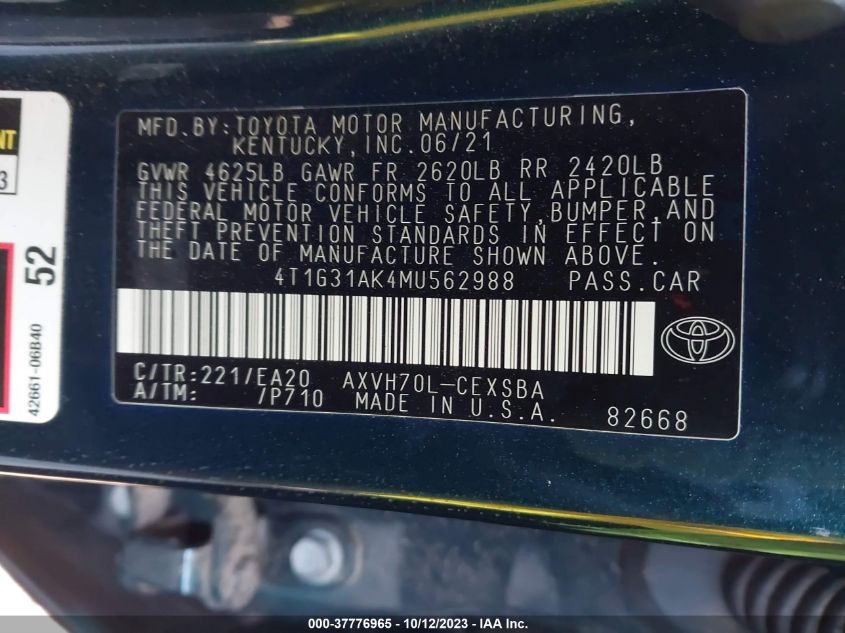 MFD.BY:TOYOTA MOTOR MANUFACTURING,
KENTUCKY,INC.06/21
GVWR 4625LB GAWR FR 2620LB RR 2420LB
THIS VEHICLE CONFORMS TO ALL APPLICABLE
FEDERAL MOTOR VEHICLE SAFETY,BUMPER,AND
THEFT PREVENTION STANDARDS IN EFFECT ON
THE DATE OF MANUFACTURE SHOWN ABOVE.
4T1G31AK4MU562988 PASS.CAR
C/TR:221/EA20 AXVH70L-CEXSBA
A/TM: /P710 MADE IN U.S.A.
82668
52
42661-06B40
000-37776965 - 10/12/2023 - IAAI Inc.